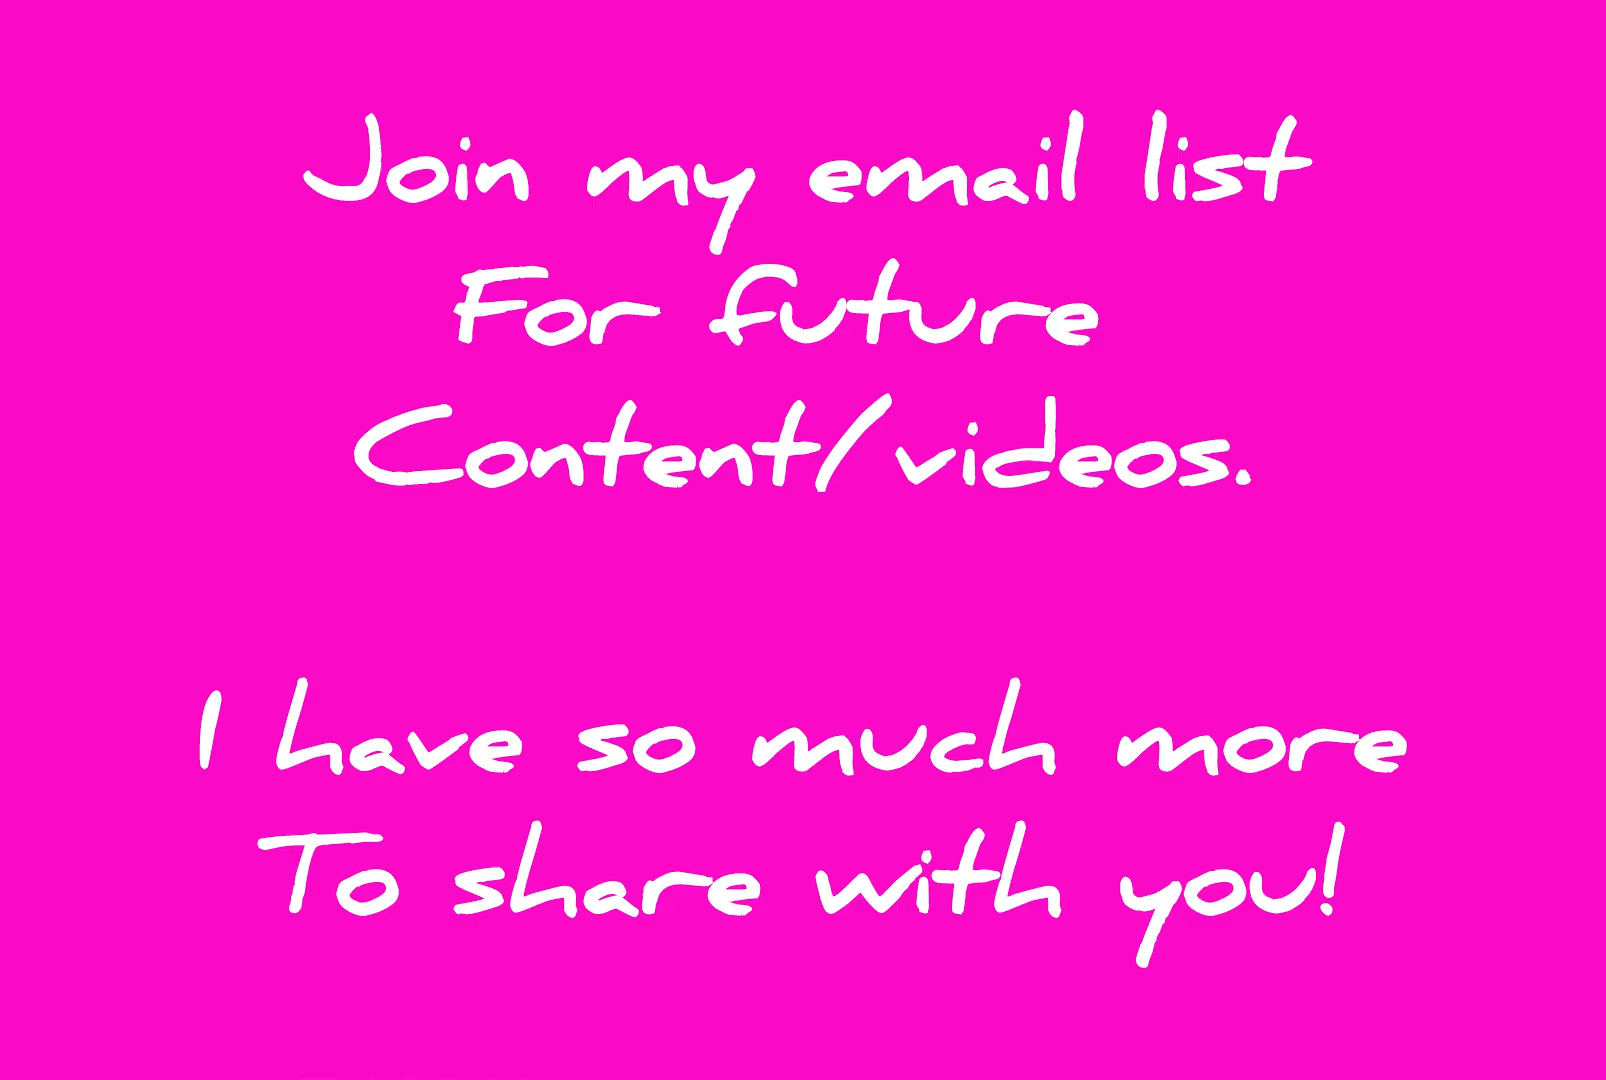 Join my email list
For future
Content/videos.
I have so much more
To share with you!